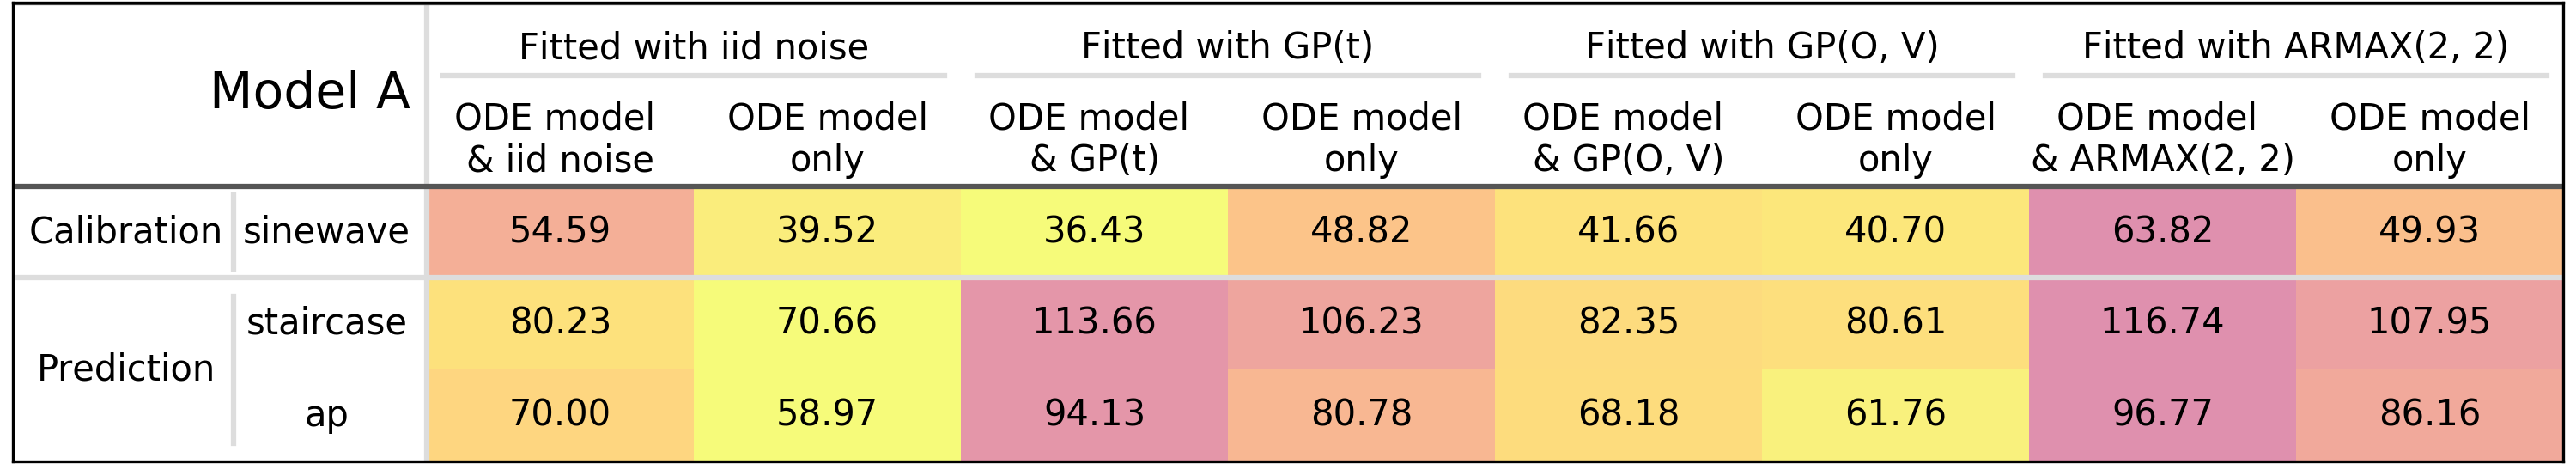 Model A
Fitted with iid noise Fitted with GP(t) Fitted with GP(O, V) Fitted with ARMAX(2, 2)
ODE model ODE model ODE model ODE model ODE model ODE model ODE model ODE model
& iid noise only & GP(t) only & GP(O, V) only & ARMAX(2, 2) only
Calibration sinewave 54.59 39.52 36.43 48.82 41.66 40.70 63.82 49.93
Prediction
staircase 80.23 70.66 113.66 106.23 82.35 80.61 116.74 107.95
ap 70.00 58.97 94.13 80.78 68.18 61.76 96.77 86.16